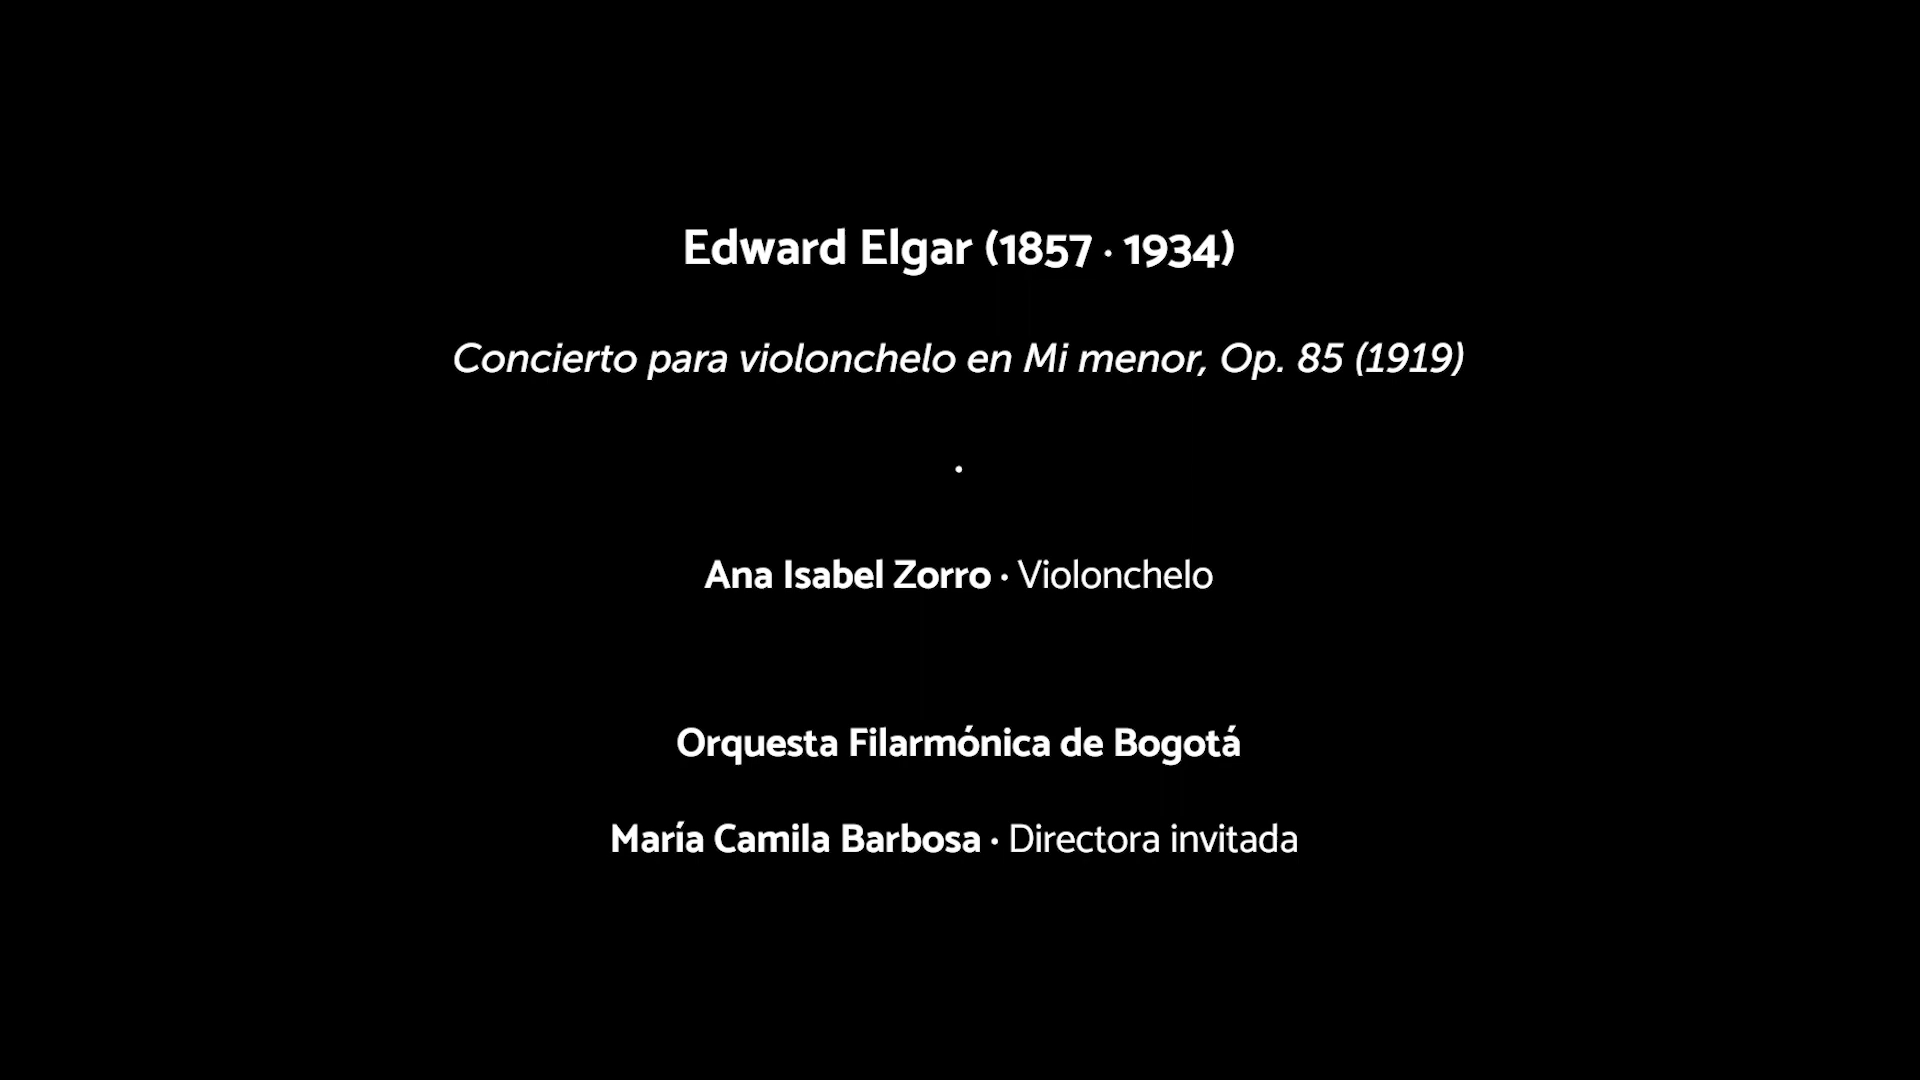 Edward Elgar (1857 · 1934)
Concierto para violonchelo en Mi menor, Op. 85 (1919)
·
Ana Isabel Zorro · Violonchelo
Orquesta Filarmónica de Bogotá
María Camila Barbosa · Directora invitada